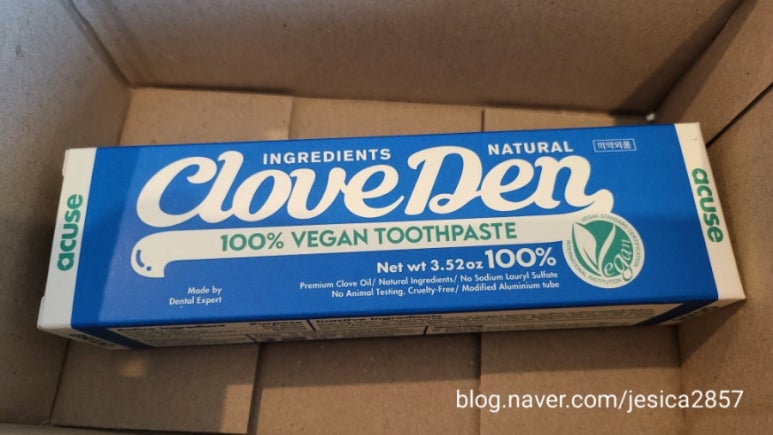 INGREDIENTS NATURAL 의약외품
CloveDen
100% VEGAN TOOTHPASTE
Net wt 3.52oz 100%
Premium Clove Oil/ Natural Ingredients/ No Sodium Lauryl Sulfate
No Animal Testing, Cruelty-Free/ Modified Aluminium tube
Made by
Dental Expert
acuse
acuse
VEGAN STANDARD CERTIFICATION
INTERNATIONAL INSTITUTION
Vegan
blog.naver.com/jesica2857